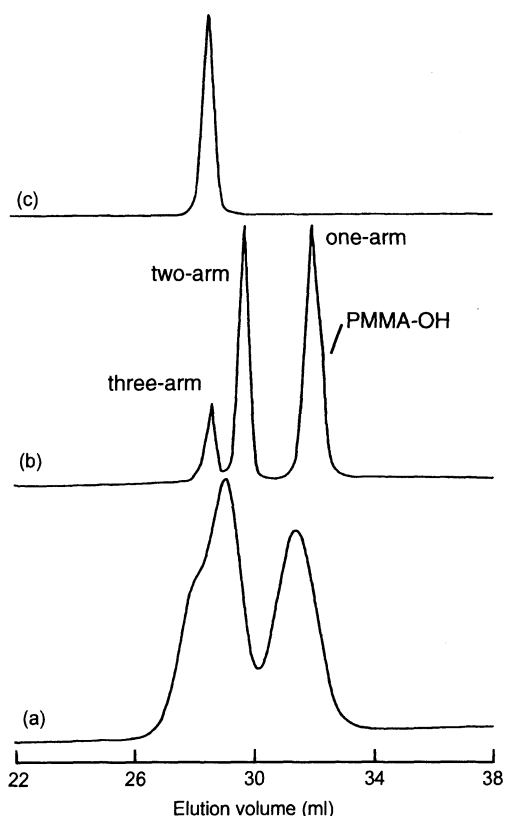 (c)
one-arm
two-arm
PMMA-OH
three-arm
(b)
(a)
22 26 30 34 38
Elution volume (ml)